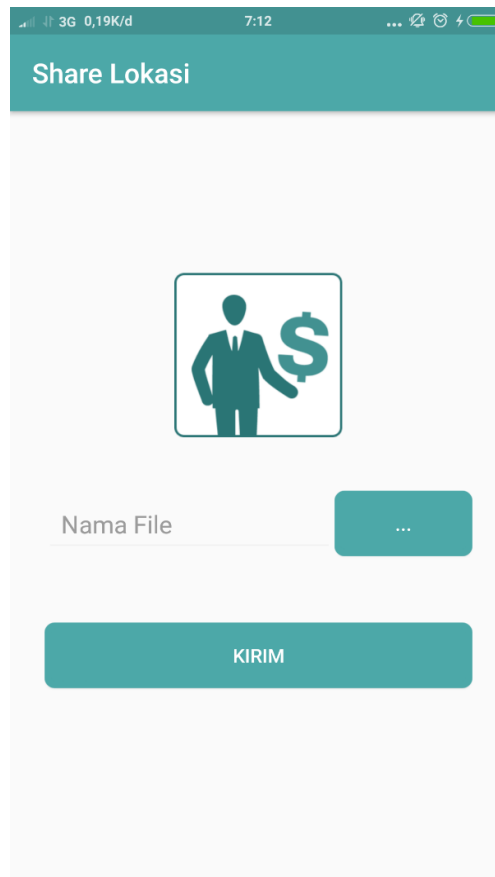 3G 0,19K/d 7:12 ...
Share Lokasi
$
Nama File ...
KIRIM